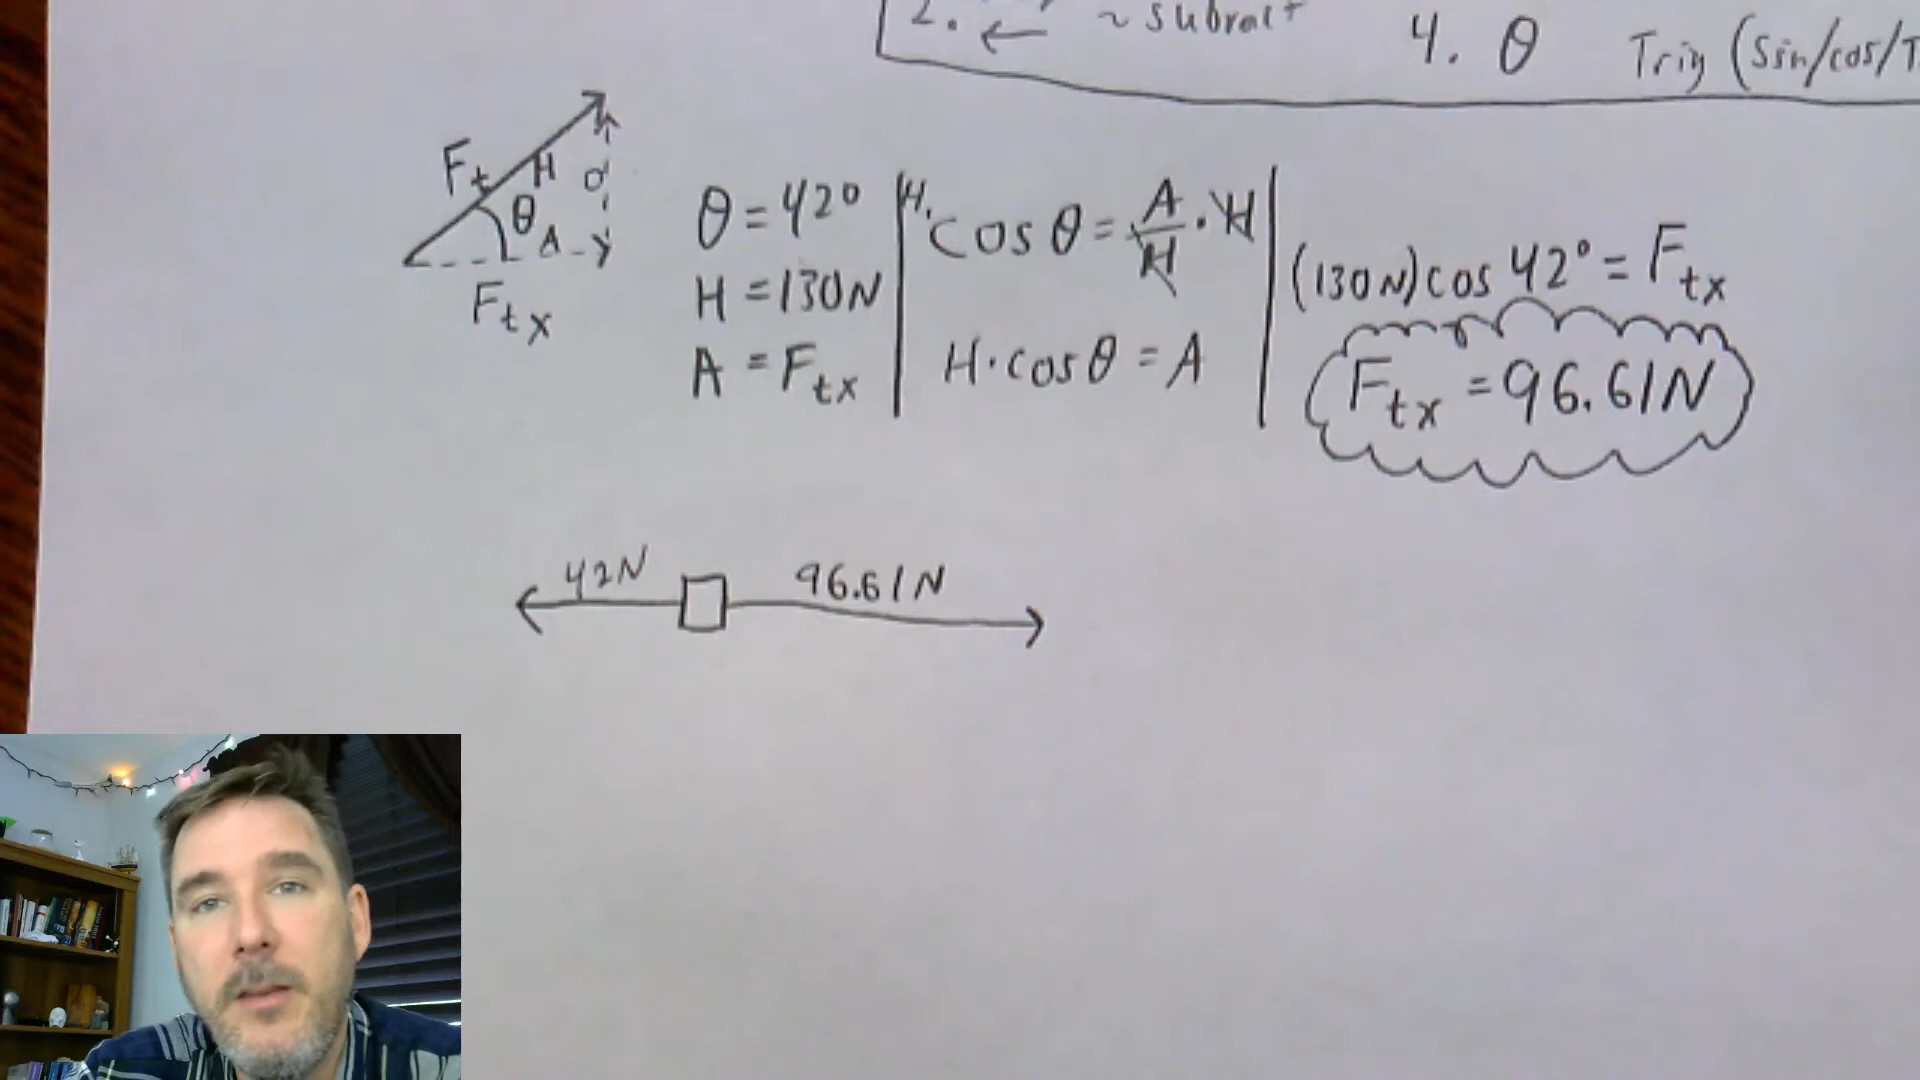 2. ← ~ subract
4. θ Trig (Sin/cos/T
Ft H O
θ A
Ftx
θ = 42°
H = 130N
A = Ftx
H. cos θ = A/H · H
H · cos θ = A
(130N) cos 42° = Ftx
Ftx = 96.61N
42N 96.61N